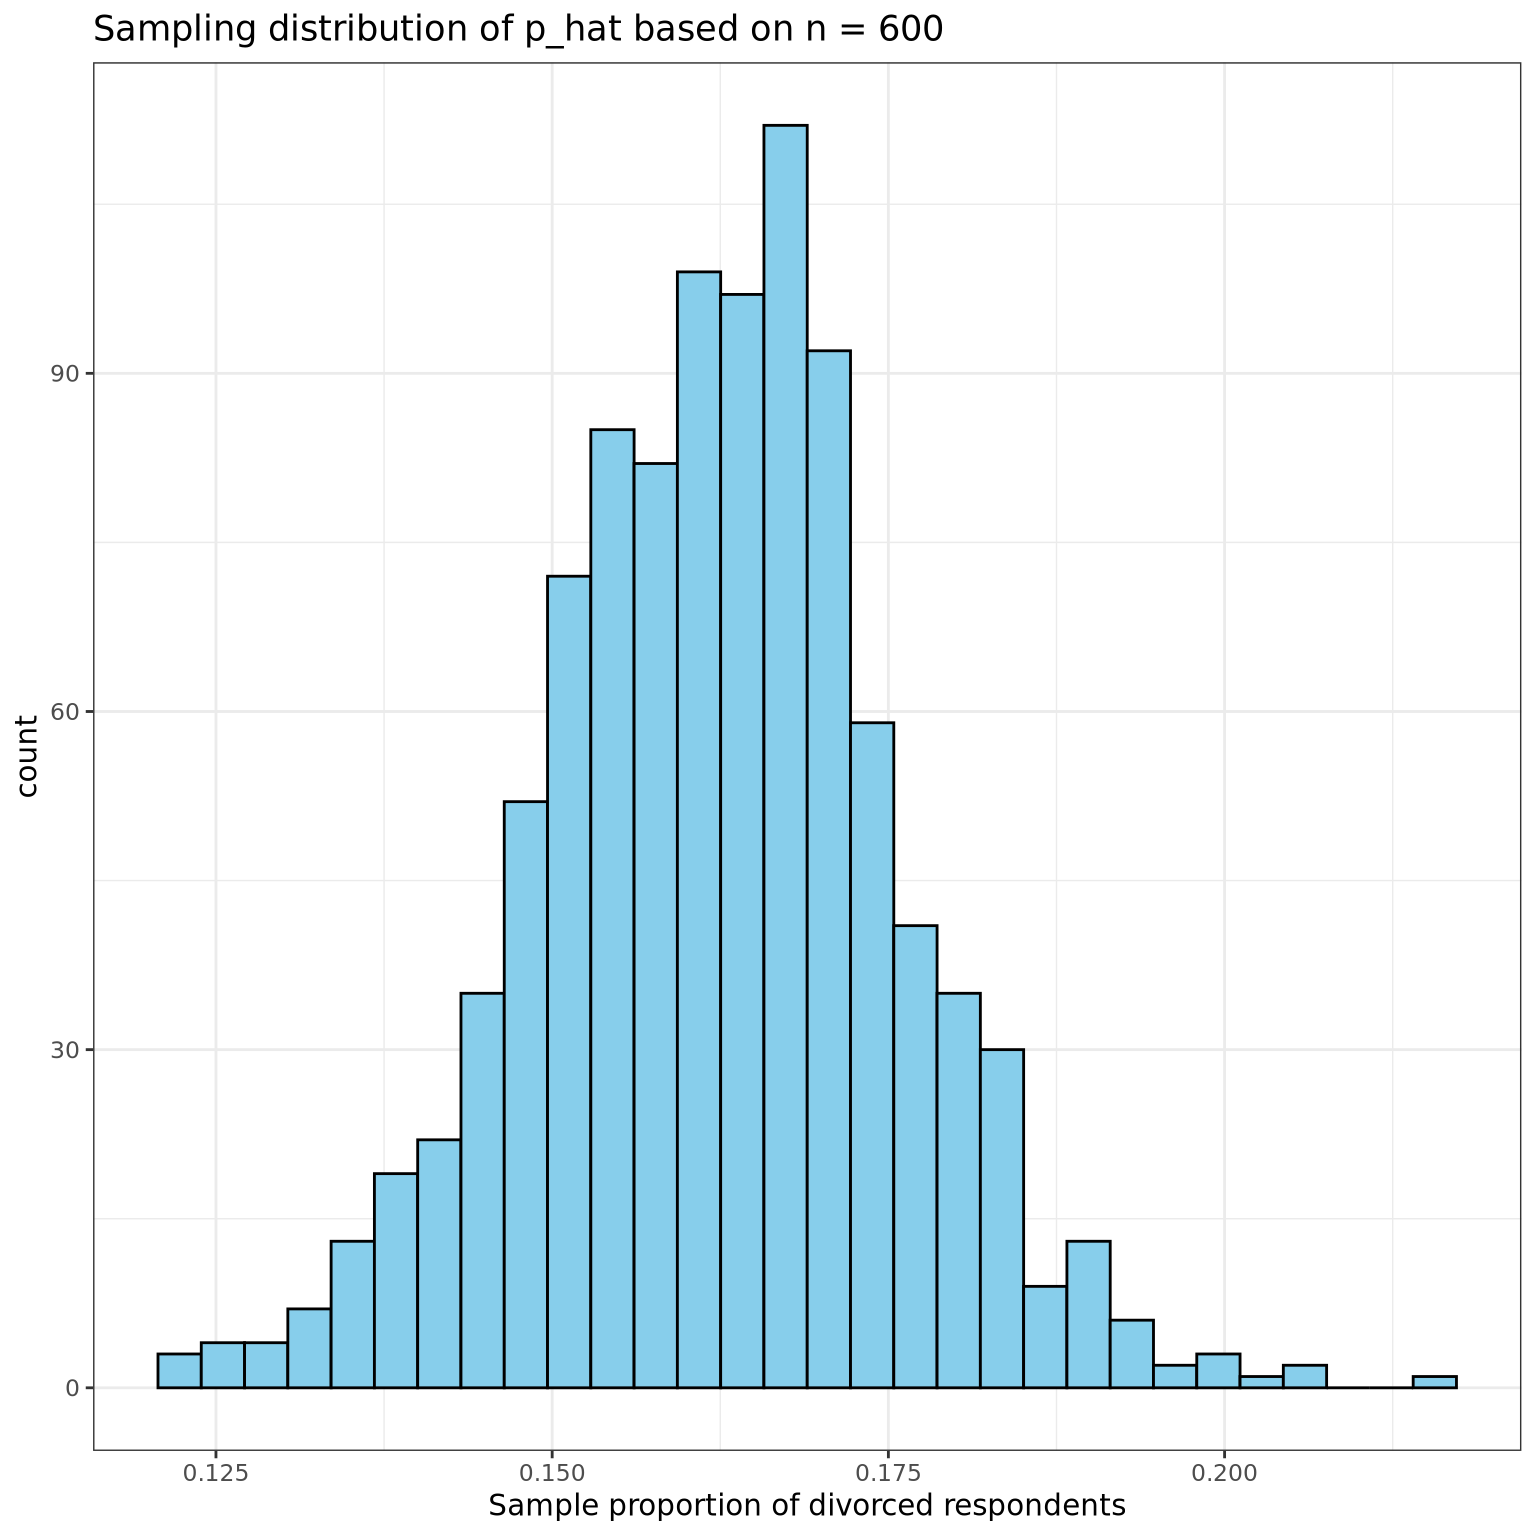 Sampling distribution of p_hat based on n = 600
count
90
60
30
0
0.125 0.150 0.175 0.200
Sample proportion of divorced respondents